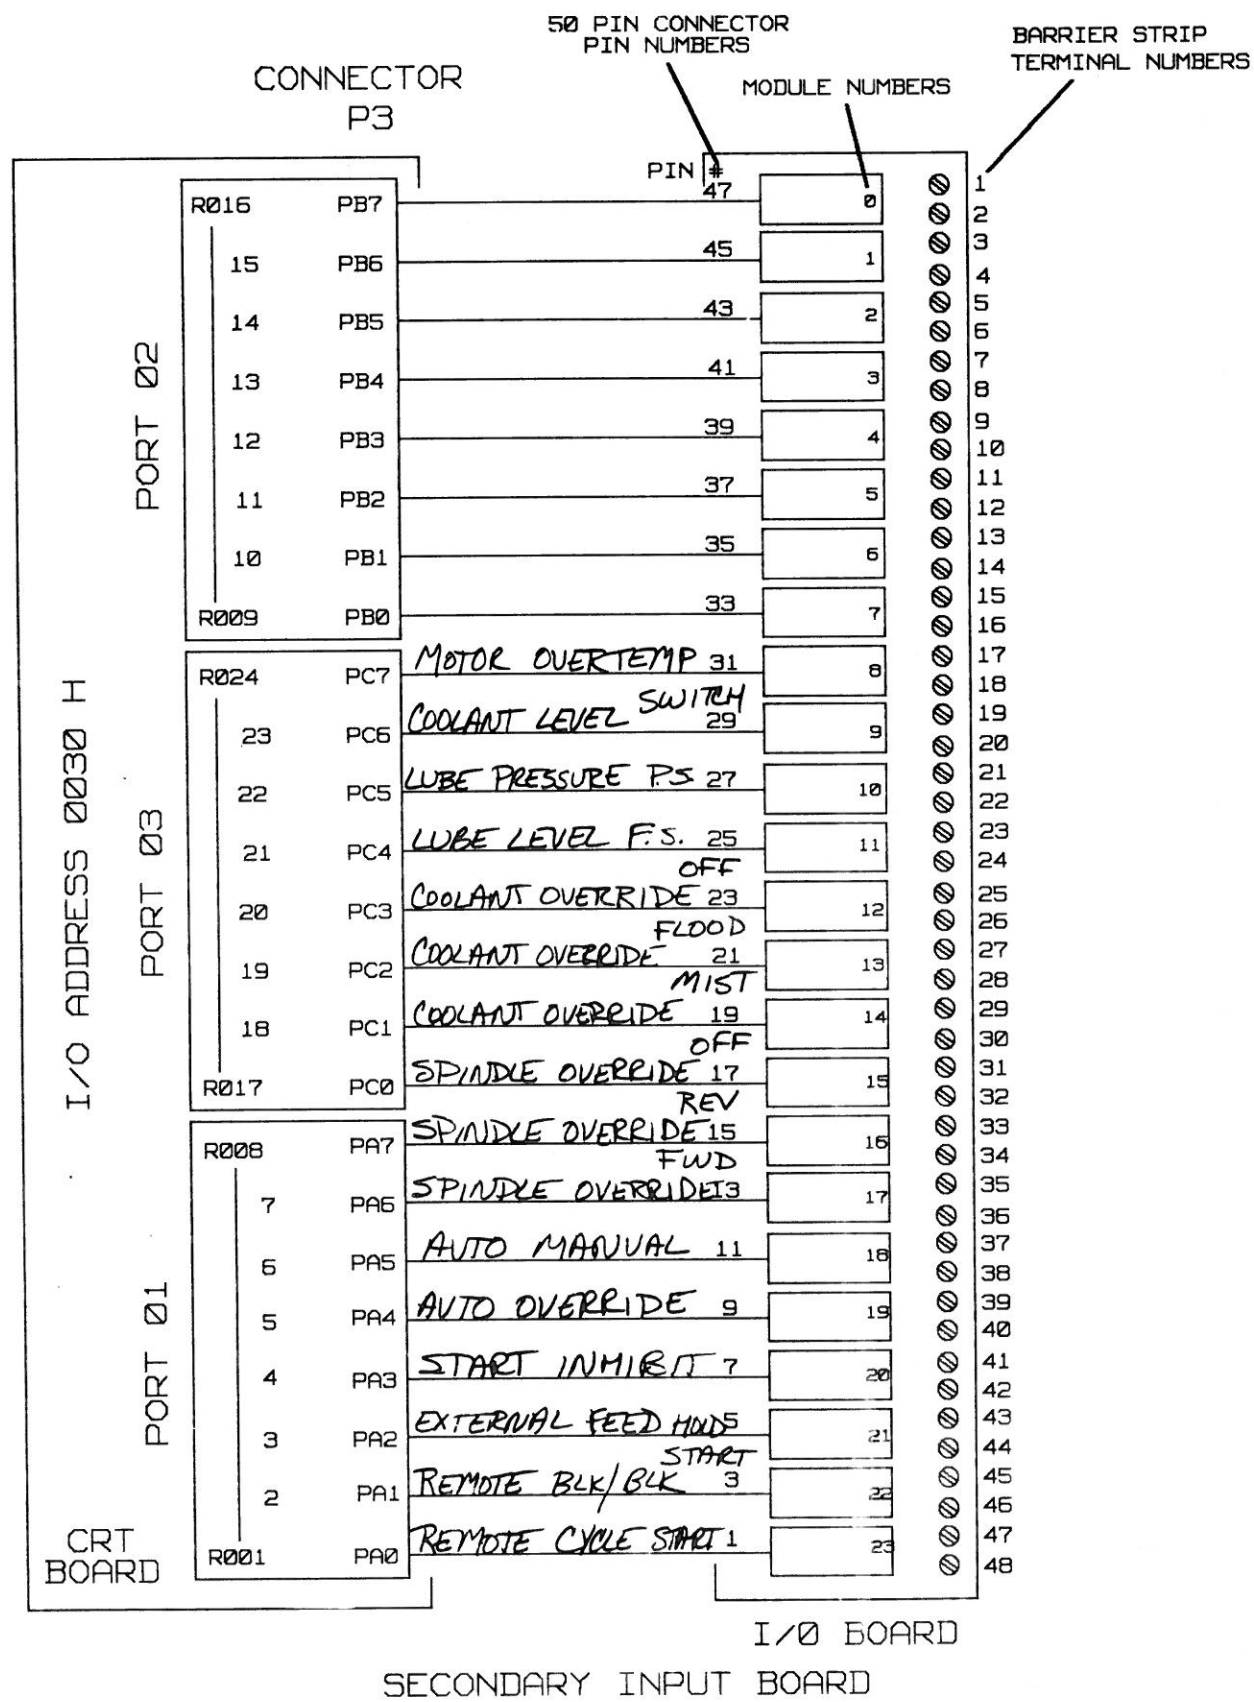 50 PIN CONNECTOR
PIN NUMBERS
BARRIER STRIP
TERMINAL NUMBERS
CONNECTOR
P3
MODULE NUMBERS
PIN #
R016 PB7 47 0 1
2
15 PB6 45 1 3
4
14 PB5 43 2 5
6
13 PB4 41 3 7
8
12 PB3 39 4 9
10
11 PB2 37 5 11
12
10 PB1 35 6 13
14
R009 PB0 33 7 15
16
PORT 02
R024 PC7 MOTOR OVERTEMP 31 8 17
18
SWITCH
23 PC6 COOLANT LEVEL 29 9 19
20
22 PC5 LUBE PRESSURE P.S 27 10 21
22
21 PC4 LUBE LEVEL F.S. 25 11 23
24
OFF
20 PC3 COOLANT OVERRIDE 23 12 25
26
FLOOD
19 PC2 COOLANT OVERRIDE 21 13 27
28
MIST
18 PC1 COOLANT OVERRIDE 19 14 29
30
OFF
R017 PC0 SPINDLE OVERRIDE 17 15 31
32
PORT 03
I/O ADDRESS 0030 H
REV
R008 PA7 SPINDLE OVERRIDE 15 16 33
34
FWD
7 PA6 SPINDLE OVERRIDE 13 17 35
36
6 PA5 AUTO MANUAL 11 18 37
38
5 PA4 AUTO OVERRIDE 9 19 39
40
4 PA3 START INHIBIT 7 20 41
42
3 PA2 EXTERNAL FEED HOLD 5 21 43
44
START
2 PA1 REMOTE BLK/BLK 3 22 45
46
R001 PA0 REMOTE CYCLE START 1 23 47
48
PORT 01
CRT
BOARD
I/O BOARD
SECONDARY INPUT BOARD